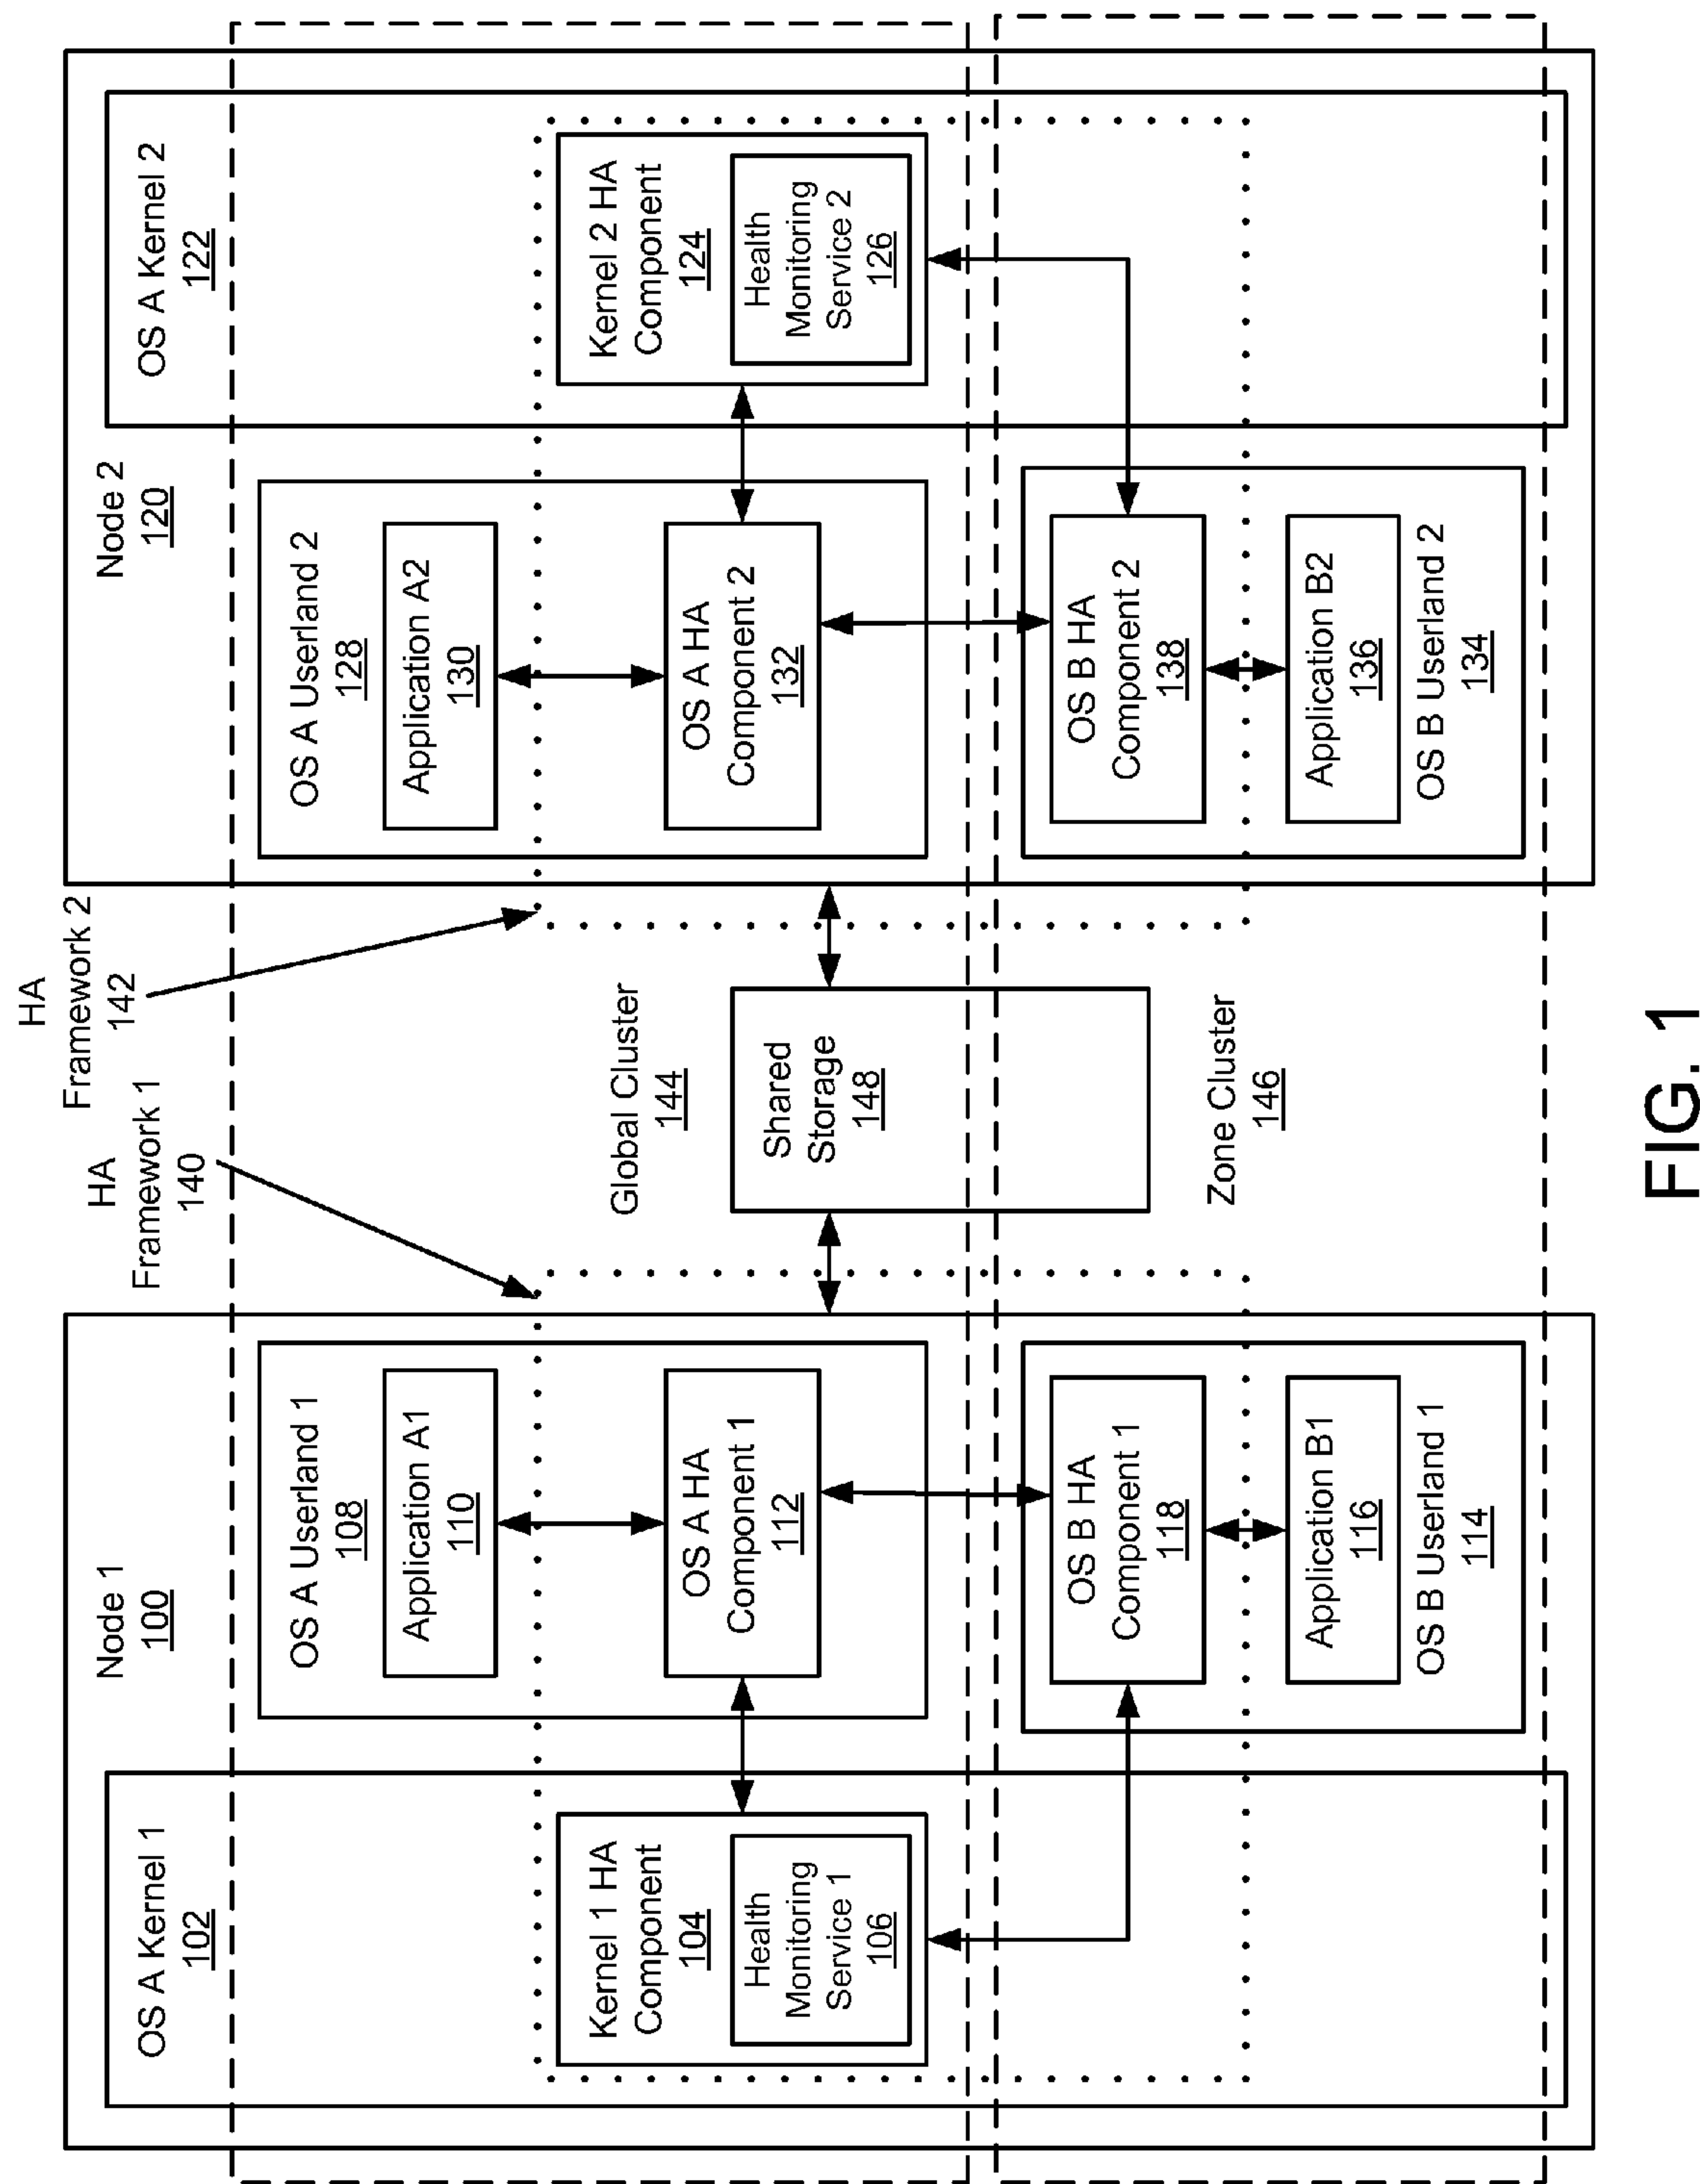 HA
Framework 1
140
HA
Framework 2
142
Node 1
100
OS A Kernel 1
102
Kernel 1 HA
Component
104
Health
Monitoring
Service 1
106
OS A Userland 1
108
Application A1
110
OS A HA
Component 1
112
OS B HA
Component 1
118
Application B1
116
OS B Userland 1
114
Global Cluster
144
Shared
Storage
148
Zone Cluster
146
Node 2
120
OS A Userland 2
128
Application A2
130
OS A HA
Component 2
132
OS B HA
Component 2
138
Application B2
136
OS B Userland 2
134
OS A Kernel 2
122
Kernel 2 HA
Component
124
Health
Monitoring
Service 2
126
FIG. 1